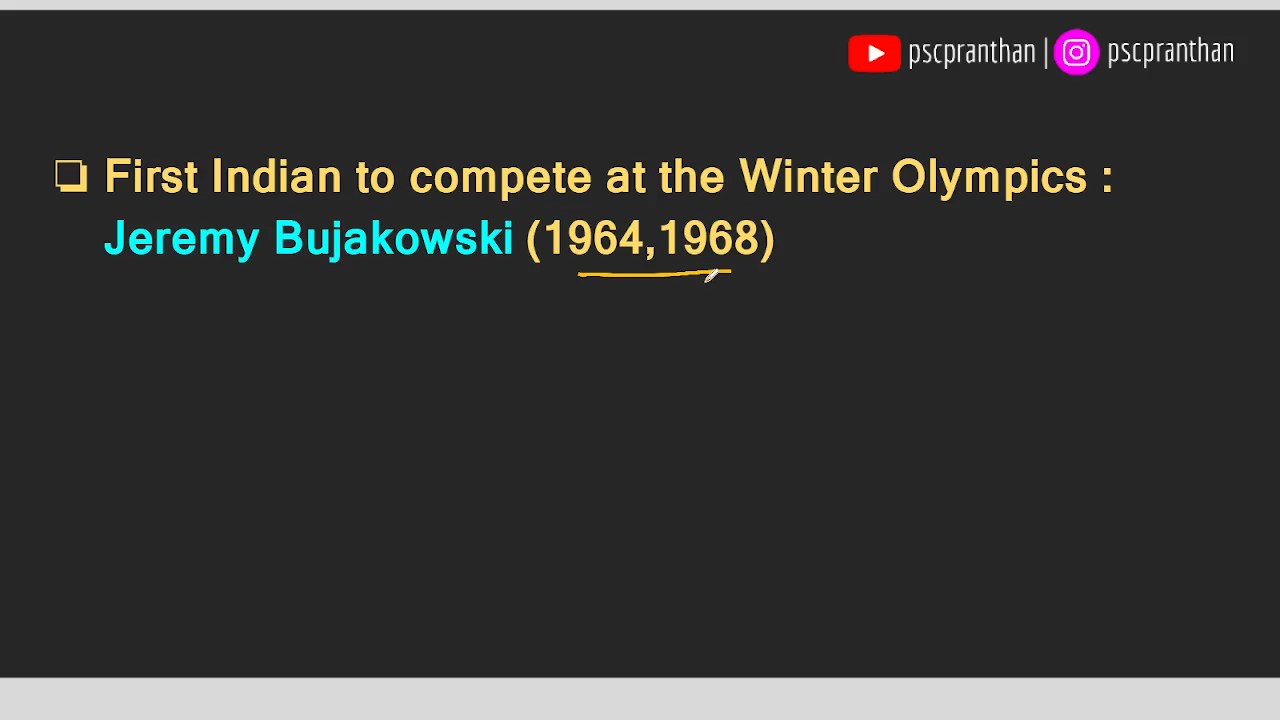 pscpranthan | pscpranthan
❑ First Indian to compete at the Winter Olympics :
Jeremy Bujakowski (1964,1968)